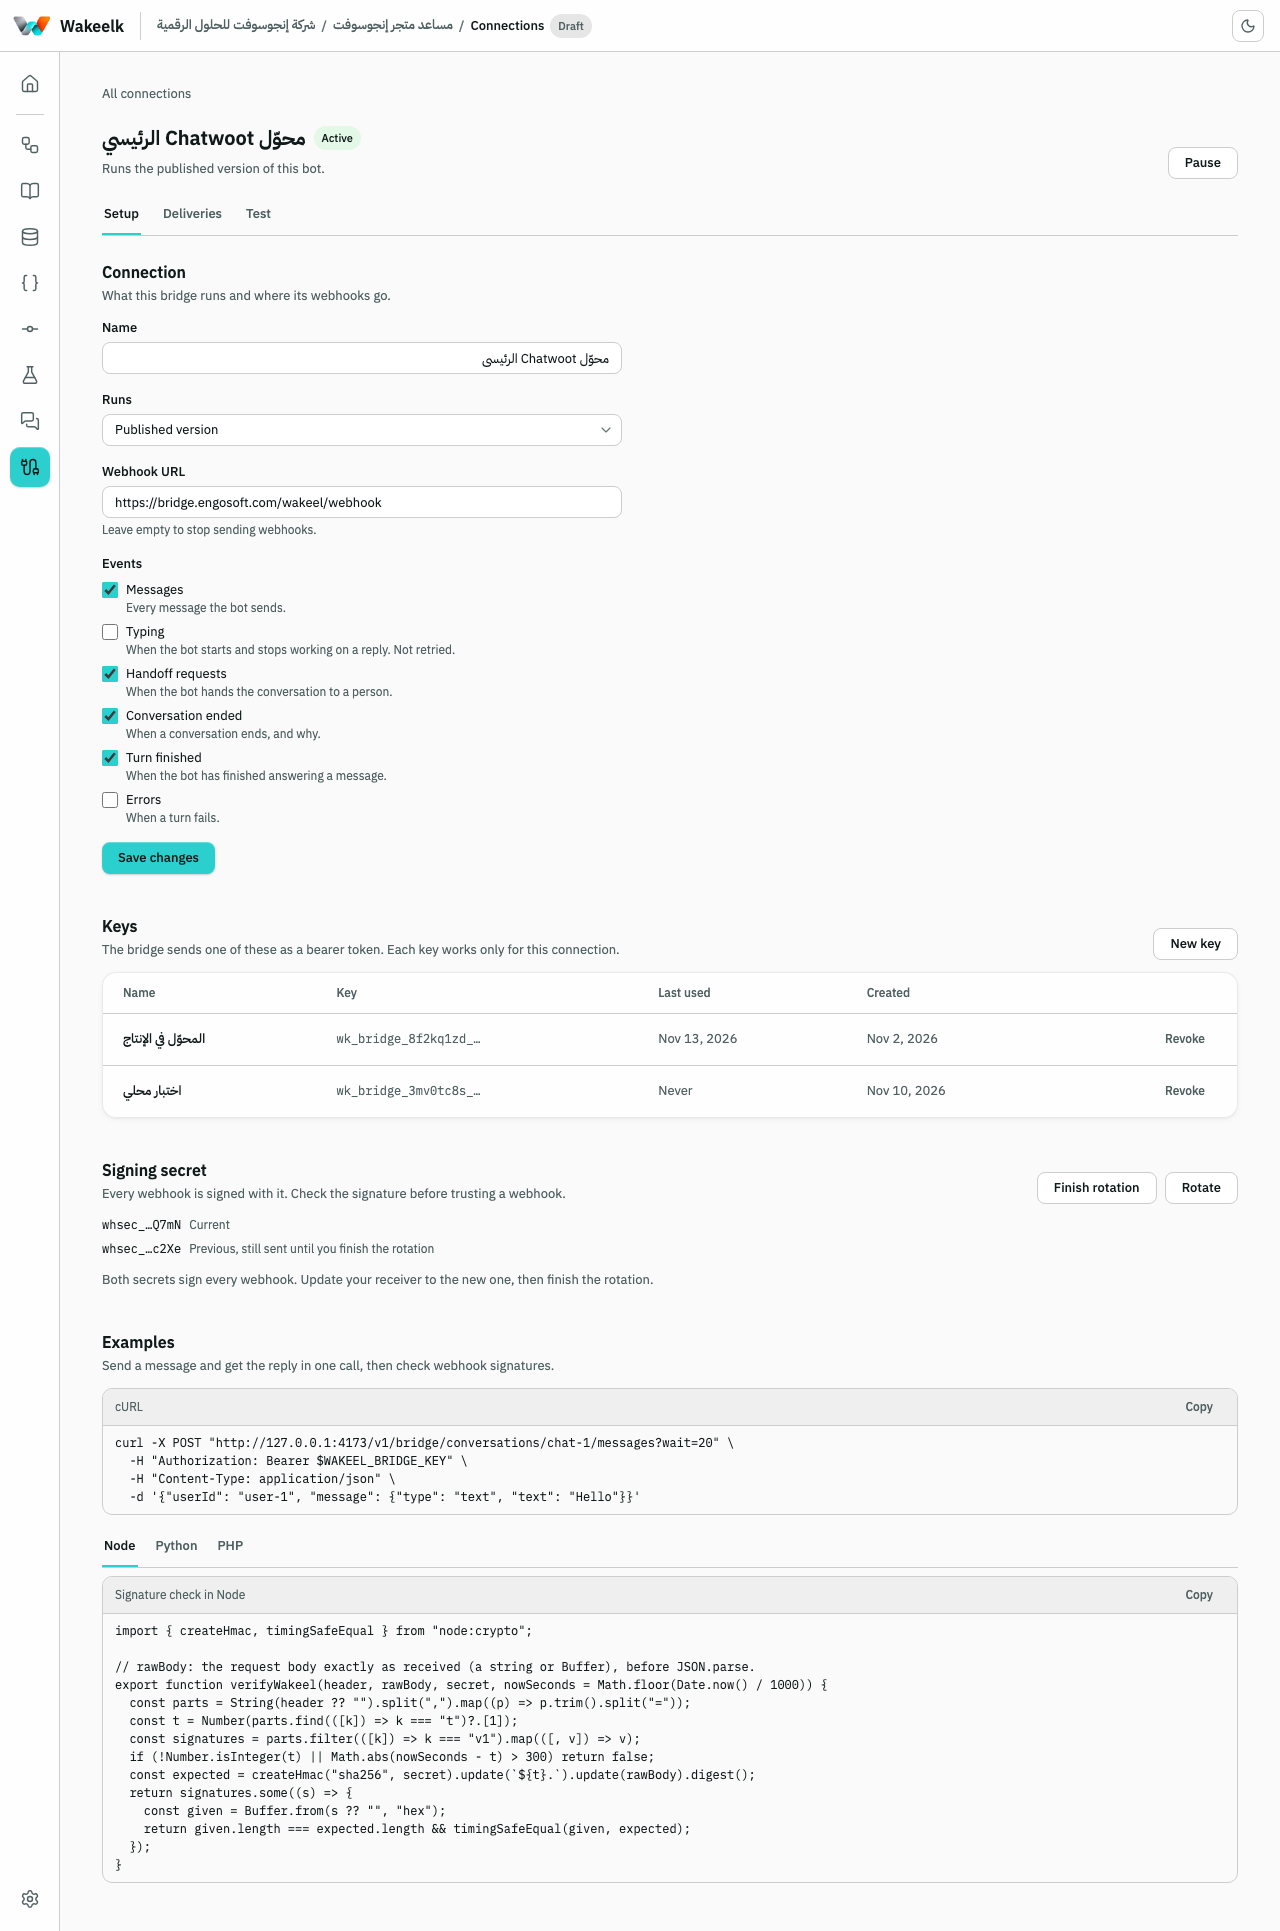 Wakeelk
شركة إنجوسوفت للحلول الرقمية / مساعد متجر إنجوسوفت / Connections Draft
All connections
محوّل Chatwoot الرئيسي Active
Runs the published version of this bot.
Pause
Setup Deliveries Test
Connection
What this bridge runs and where its webhooks go.
Name
محوّل Chatwoot الرئيسي
Runs
Published version
Webhook URL
https://bridge.engosoft.com/wakeel/webhook
Leave empty to stop sending webhooks.
Events
Messages
Every message the bot sends.
Typing
When the bot starts and stops working on a reply. Not retried.
Handoff requests
When the bot hands the conversation to a person.
Conversation ended
When a conversation ends, and why.
Turn finished
When the bot has finished answering a message.
Errors
When a turn fails.
Save changes
Keys
The bridge sends one of these as a bearer token. Each key works only for this connection.
New key
Name Key Last used Created
المحوّل في الإنتاج wk_bridge_8f2kq1zd_… Nov 13, 2026 Nov 2, 2026 Revoke
اختبار محلي wk_bridge_3mv0tc8s_… Never Nov 10, 2026 Revoke
Signing secret
Every webhook is signed with it. Check the signature before trusting a webhook.
Finish rotation Rotate
whsec_…Q7mN Current
whsec_…c2Xe Previous, still sent until you finish the rotation
Both secrets sign every webhook. Update your receiver to the new one, then finish the rotation.
Examples
Send a message and get the reply in one call, then check webhook signatures.
cURL Copy
curl -X POST "http://127.0.0.1:4173/v1/bridge/conversations/chat-1/messages?wait=20" \
  -H "Authorization: Bearer $WAKEEL_BRIDGE_KEY" \
  -H "Content-Type: application/json" \
  -d '{"userId": "user-1", "message": {"type": "text", "text": "Hello"}}'
Node Python PHP
Signature check in Node Copy
import { createHmac, timingSafeEqual } from "node:crypto";
// rawBody: the request body exactly as received (a string or Buffer), before JSON.parse.
export function verifyWakeel(header, rawBody, secret, nowSeconds = Math.floor(Date.now() / 1000)) {
  const parts = String(header ?? "").split(",").map((p) => p.trim().split("="));
  const t = Number(parts.find(([k]) => k === "t")?.[1]);
  const signatures = parts.filter(([k]) => k === "v1").map(([, v]) => v);
  if (!Number.isInteger(t) || Math.abs(nowSeconds - t) > 300) return false;
  const expected = createHmac("sha256", secret).update(`${t}.`).update(rawBody).digest();
  return signatures.some((s) => {
    const given = Buffer.from(s ?? "", "hex");
    return given.length === expected.length && timingSafeEqual(given, expected);
  });
}